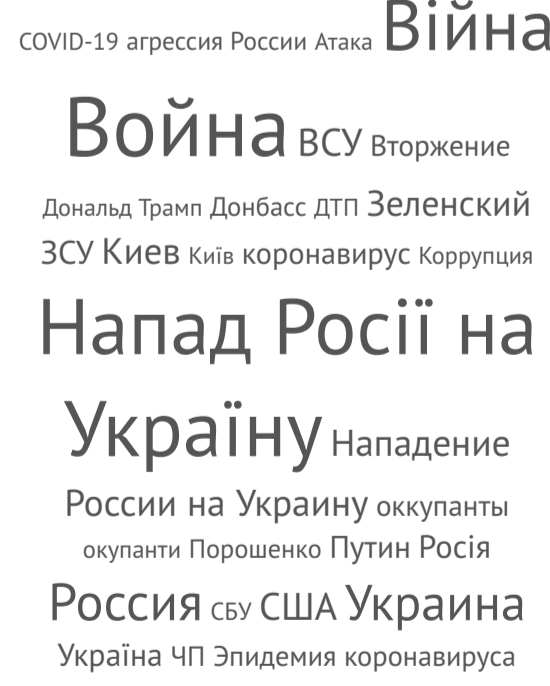 COVID-19 агрессия России Атака Війна
Война ВСУ Вторжение
Дональд Трамп Донбасс ДТП Зеленский
ЗСУ Киев Київ коронавирус Коррупция
Напад Росії на
Україну Нападение
России на Украину оккупанты
окупанти Порошенко Путин Росія
Россия СБУ США Украина
Україна ЧП Эпидемия коронавируса